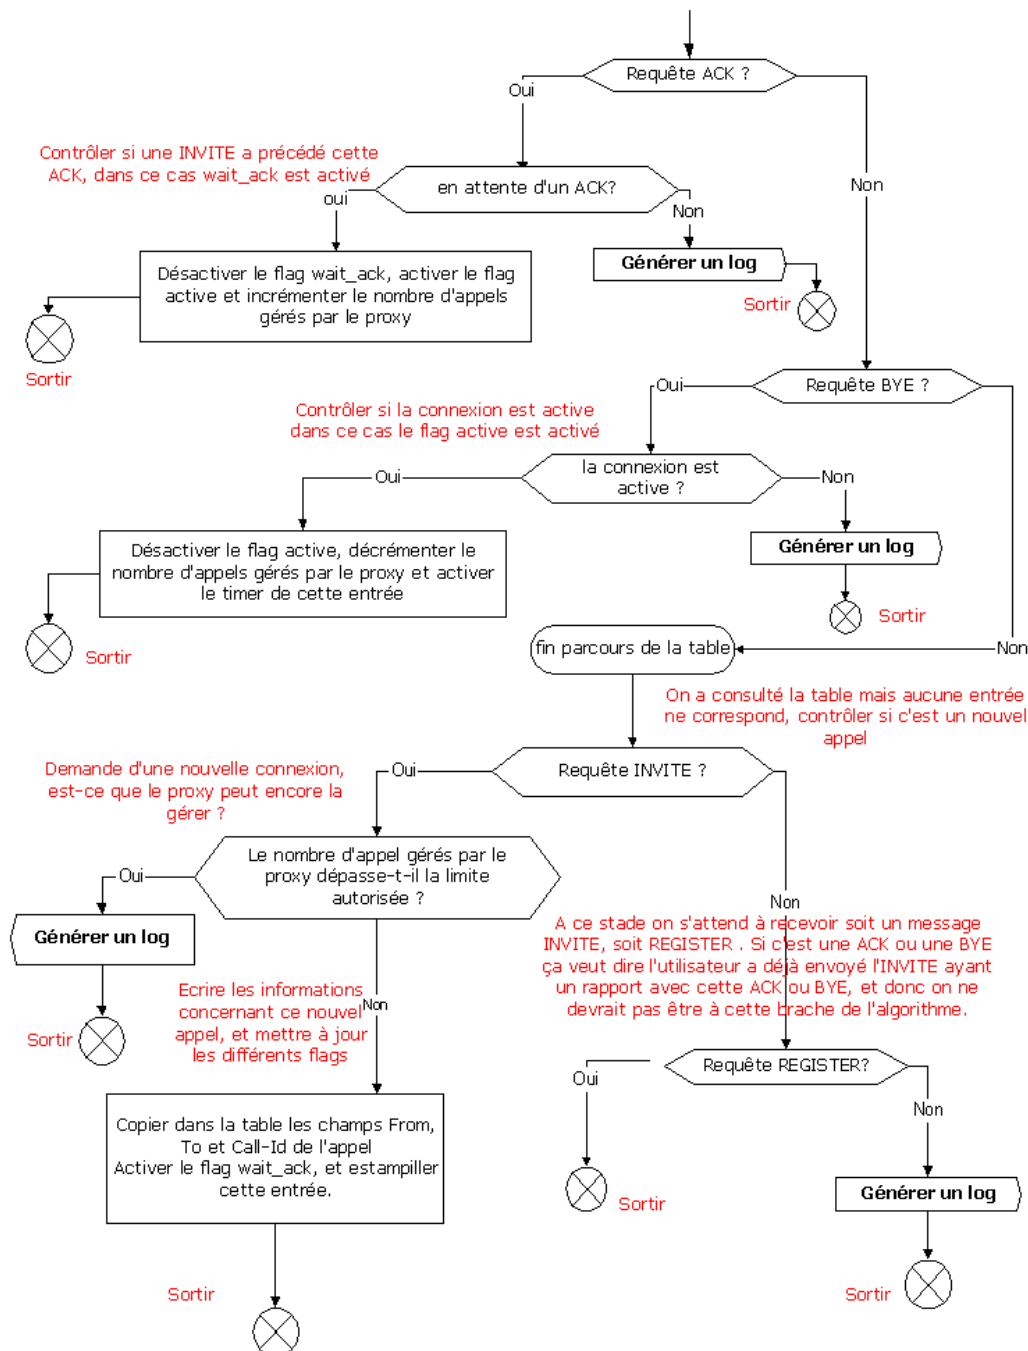 Requête ACK ?
Oui
Contrôler si une INVITE a précédé cette
ACK, dans ce cas wait_ack est activé
Non
en attente d'un ACK?
oui
Non
Générer un log
Désactiver le flag wait_ack, activer le flag
active et incrémenter le nombre d'appels
gérés par le proxy
Sortir
Sortir
Requête BYE ?
Oui
Contrôler si la connexion est active
dans ce cas le flag active est activé
la connexion est
active ?
Oui
Non
Générer un log
Désactiver le flag active, décrémenter le
nombre d'appels gérés par le proxy et activer
le timer de cette entrée
Sortir
Sortir
fin parcours de la table
Non
On a consulté la table mais aucune entrée
ne correspond, contrôler si c'est un nouvel
appel
Requête INVITE ?
Oui
Demande d'une nouvelle connexion,
est-ce que le proxy peut encore la
gérer ?
Le nombre d'appel gérés par le
proxy dépasse-t-il la limite
autorisée ?
Oui
Non
Générer un log
A ce stade on s'attend à recevoir soit un message
INVITE, soit REGISTER . Si c'est une ACK ou une BYE
ça veut dire l'utilisateur a déjà envoyé l'INVITE ayant
un rapport avec cette ACK ou BYE, et donc on ne
devrait pas être à cette brache de l'algorithme.
Ecrire les informations
concernant ce nouvel
appel, et mettre à jour
les différents flags
Non
Sortir
Requête REGISTER?
Oui
Non
Copier dans la table les champs From,
To et Call-Id de l'appel
Activer le flag wait_ack, et estampiller
cette entrée.
Générer un log
Sortir
Sortir
Sortir